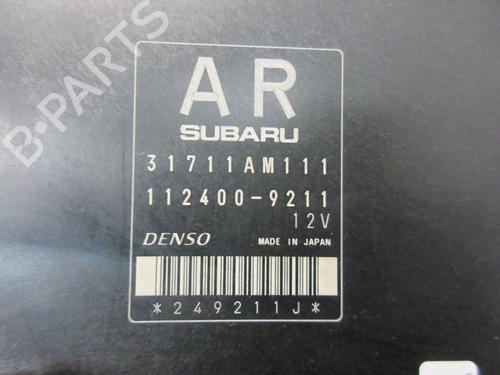 B-PARTS
AR
SUBARU
31711AM111
112400-9211
12V
DENSO MADE IN JAPAN
*249211J*